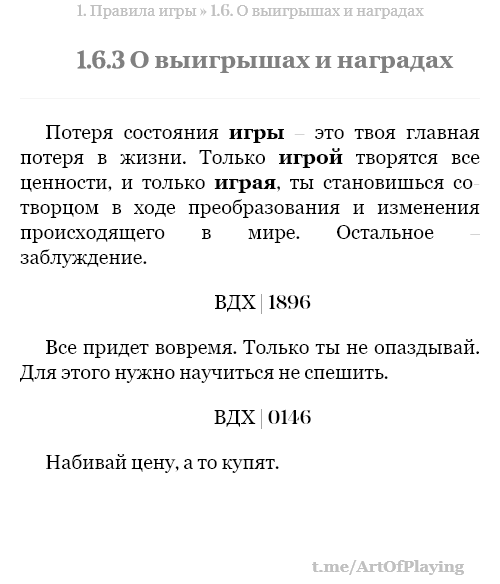 1. Правила игры » 1.6. О выигрышах и наградах
1.6.3 О выигрышах и наградах
Потеря состояния игры – это твоя главная
потеря в жизни. Только игрой творятся все
ценности, и только играя, ты становишься со-
творцом в ходе преобразования и изменения
происходящего в мире. Остальное –
заблуждение.
ВДХ | 1896
Все придет вовремя. Только ты не опаздывай.
Для этого нужно научиться не спешить.
ВДХ | 0146
Набивай цену, а то купят.
t.me/ArtOfPlaying